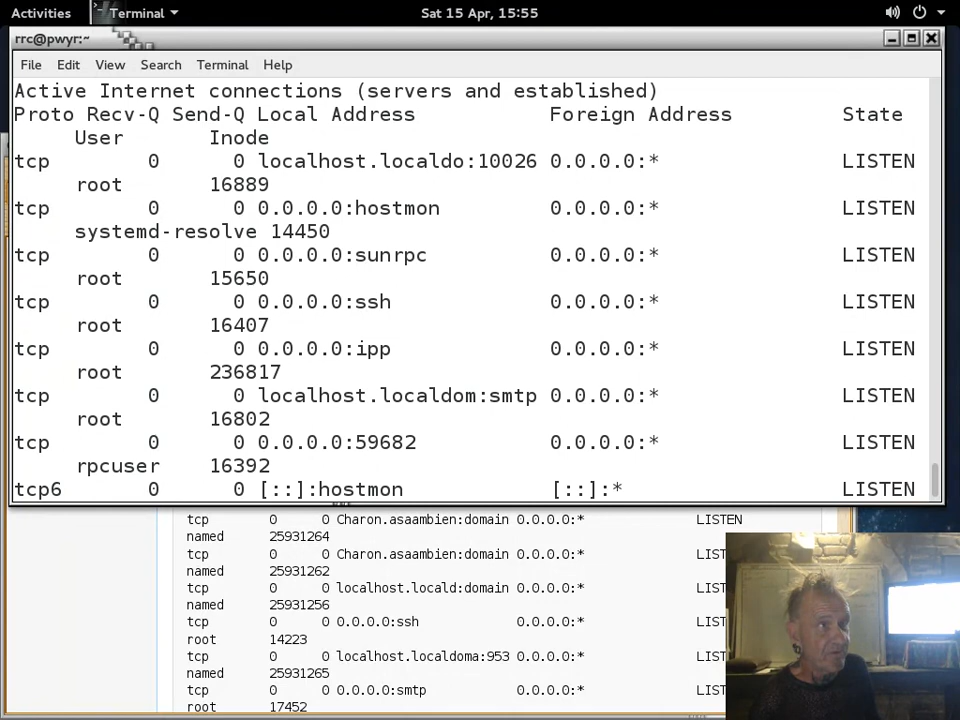 Activities Terminal Sat 15 Apr, 15:55
rrc@pwyr:~
File Edit View Search Terminal Help
Active Internet connections (servers and established)
Proto Recv-Q Send-Q Local Address Foreign Address State
User Inode
tcp 0 0 localhost.localdo:10026 0.0.0.0:* LISTEN
root 16889
tcp 0 0 0.0.0.0:hostmon 0.0.0.0:* LISTEN
systemd-resolve 14450
tcp 0 0 0.0.0.0:sunrpc 0.0.0.0:* LISTEN
root 15650
tcp 0 0 0.0.0.0:ssh 0.0.0.0:* LISTEN
root 16407
tcp 0 0 0.0.0.0:ipp 0.0.0.0:* LISTEN
root 236817
tcp 0 0 localhost.localdom:smtp 0.0.0.0:* LISTEN
root 16802
tcp 0 0 0.0.0.0:59682 0.0.0.0:* LISTEN
rpcuser 16392
tcp6 0 0 [::]:hostmon [::]:* LISTEN
tcp 0 0 Charon.asaambien:domain 0.0.0.0:* LISTEN
named 25931264
tcp 0 0 Charon.asaambien:domain 0.0.0.0:* LIST
named 25931262
tcp 0 0 localhost.locald:domain 0.0.0.0:* LIST
named 25931256
tcp 0 0 0.0.0.0:ssh 0.0.0.0:* LIST
root 14223
tcp 0 0 localhost.localdoma:953 0.0.0.0:* LIST
named 25931265
tcp 0 0 0.0.0.0:smtp 0.0.0.0:* LIST
root 17452